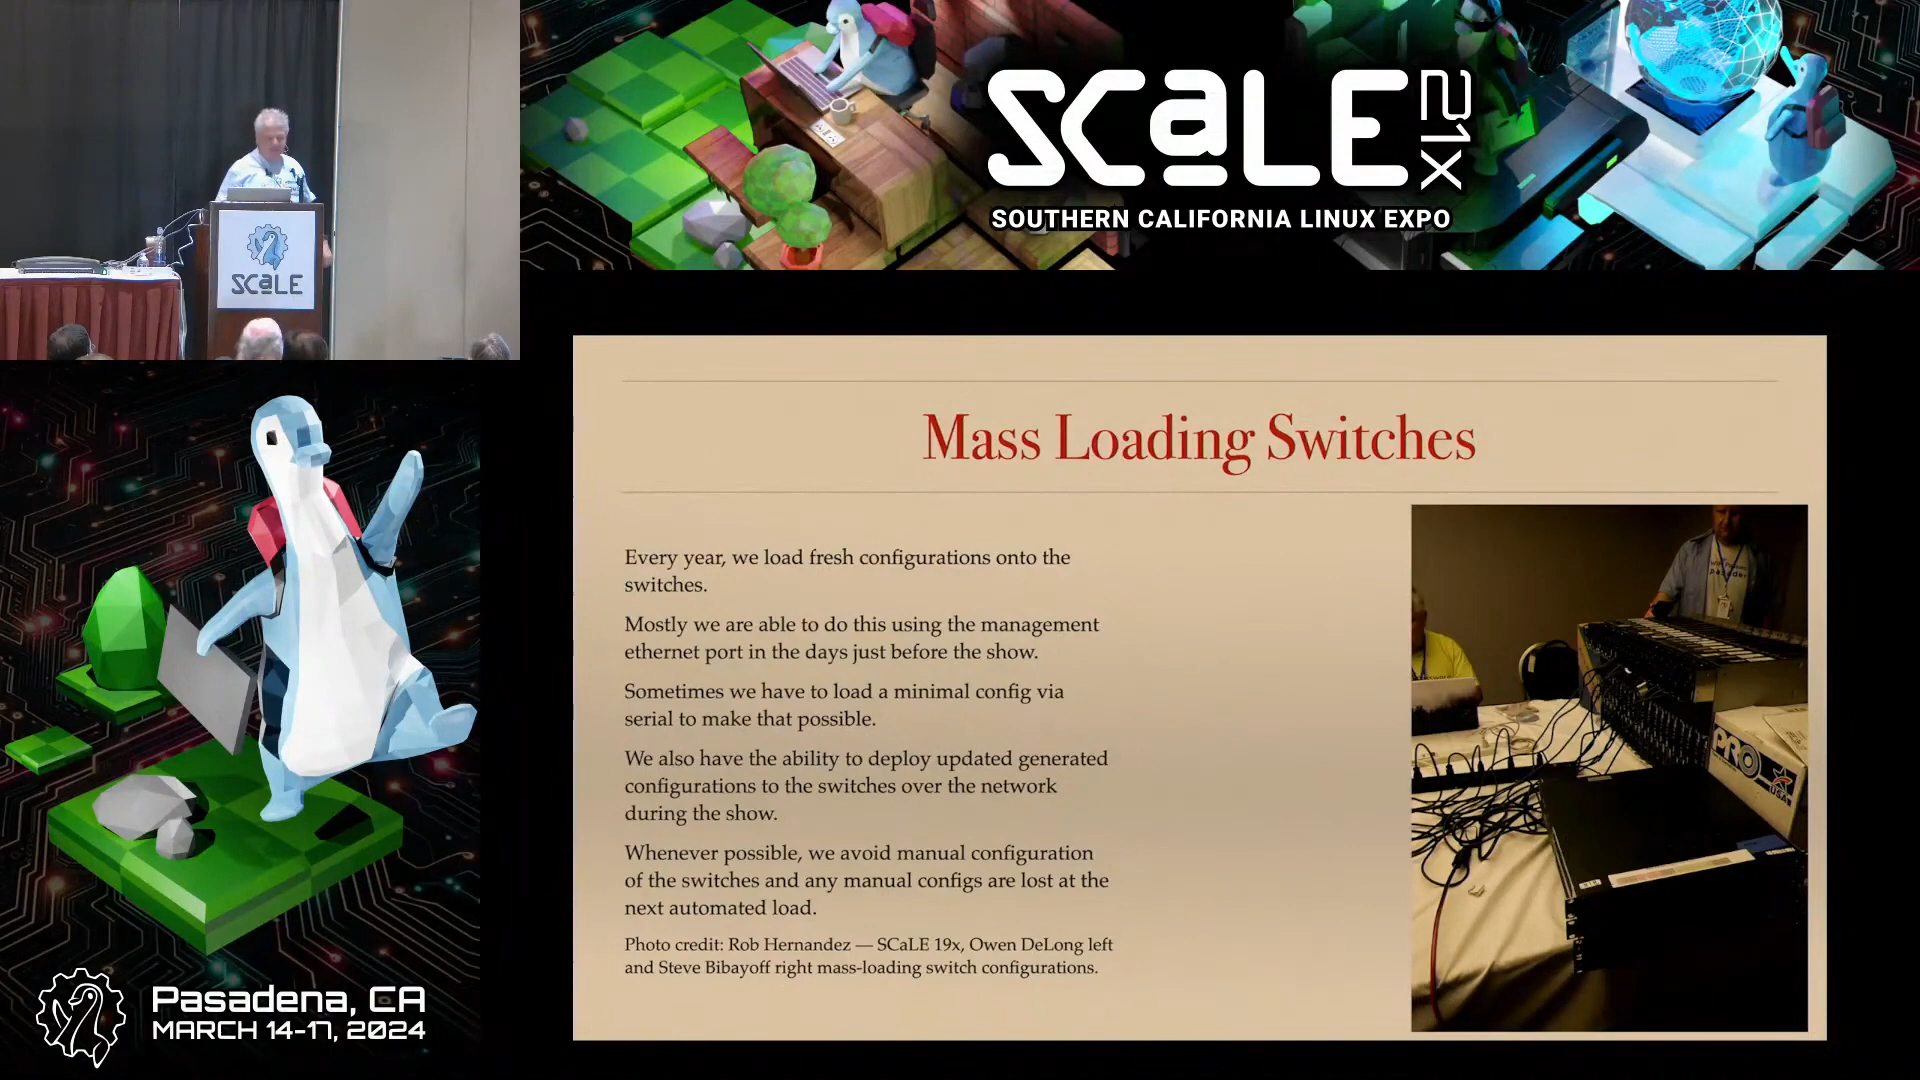 SCaLE
SCaLE 21X
SOUTHERN CALIFORNIA LINUX EXPO
Mass Loading Switches
Every year, we load fresh configurations onto the
switches.
Mostly we are able to do this using the management
ethernet port in the days just before the show.
Sometimes we have to load a minimal config via
serial to make that possible.
We also have the ability to deploy updated generated
configurations to the switches over the network
during the show.
Whenever possible, we avoid manual configuration
of the switches and any manual configs are lost at the
next automated load.
Photo credit: Rob Hernandez — SCaLE 19x, Owen DeLong left
and Steve Bibayoff right mass-loading switch configurations.
PRO
USA
Pasadena, CA
MARCH 14-17, 2024